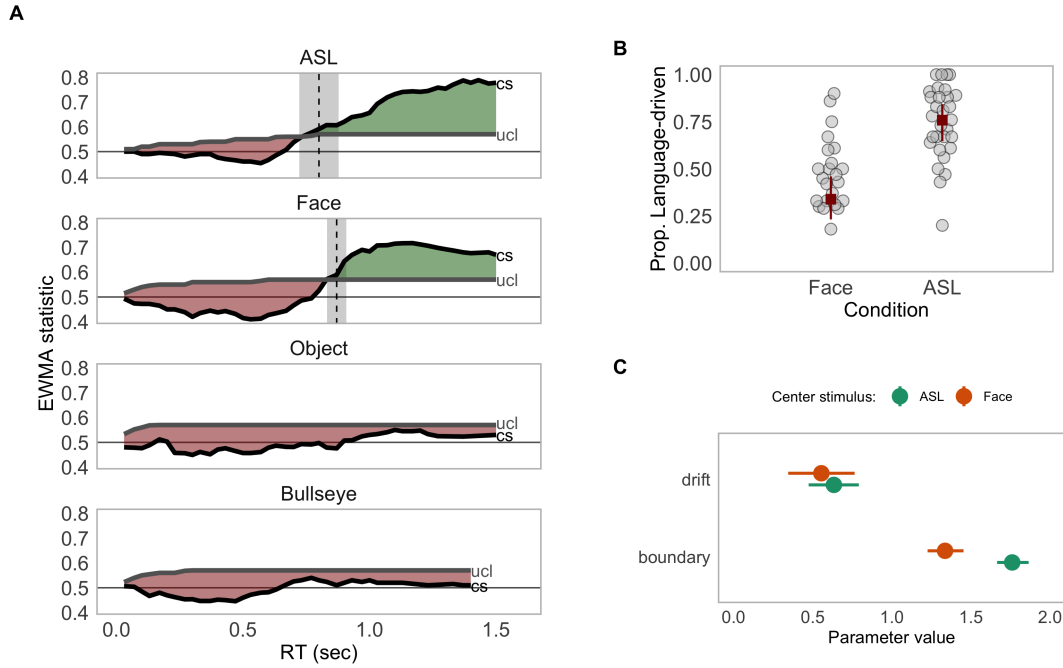 A
ASL
0.8
0.7
0.6
0.5
0.4
cs
ucl
Face
0.8
0.7
0.6
0.5
0.4
cs
ucl
Object
0.8
0.7
0.6
0.5
0.4
ucl
cs
Bullseye
0.8
0.7
0.6
0.5
0.4
ucl
cs
0.0 0.5 1.0 1.5
RT (sec)
EWMA statistic
B
Prop. Language-driven
1.00
0.75
0.50
0.25
0.00
Face ASL
Condition
C
Center stimulus: ASL Face
drift
boundary
0.0 0.5 1.0 1.5 2.0
Parameter value